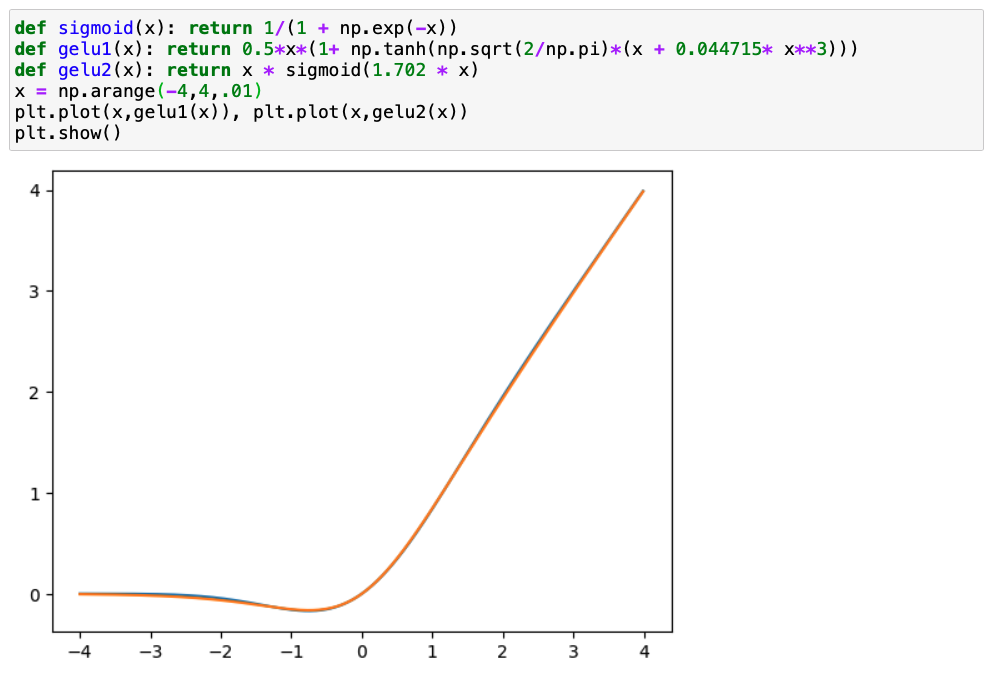 def sigmoid(x): return 1/(1 + np.exp(-x))
def gelu1(x): return 0.5*x*(1+ np.tanh(np.sqrt(2/np.pi)*(x + 0.044715* x**3)))
def gelu2(x): return x * sigmoid(1.702 * x)
x = np.arange(-4,4,.01)
plt.plot(x,gelu1(x)), plt.plot(x,gelu2(x))
plt.show()
4
3
2
1
0
−4 −3 −2 −1 0 1 2 3 4